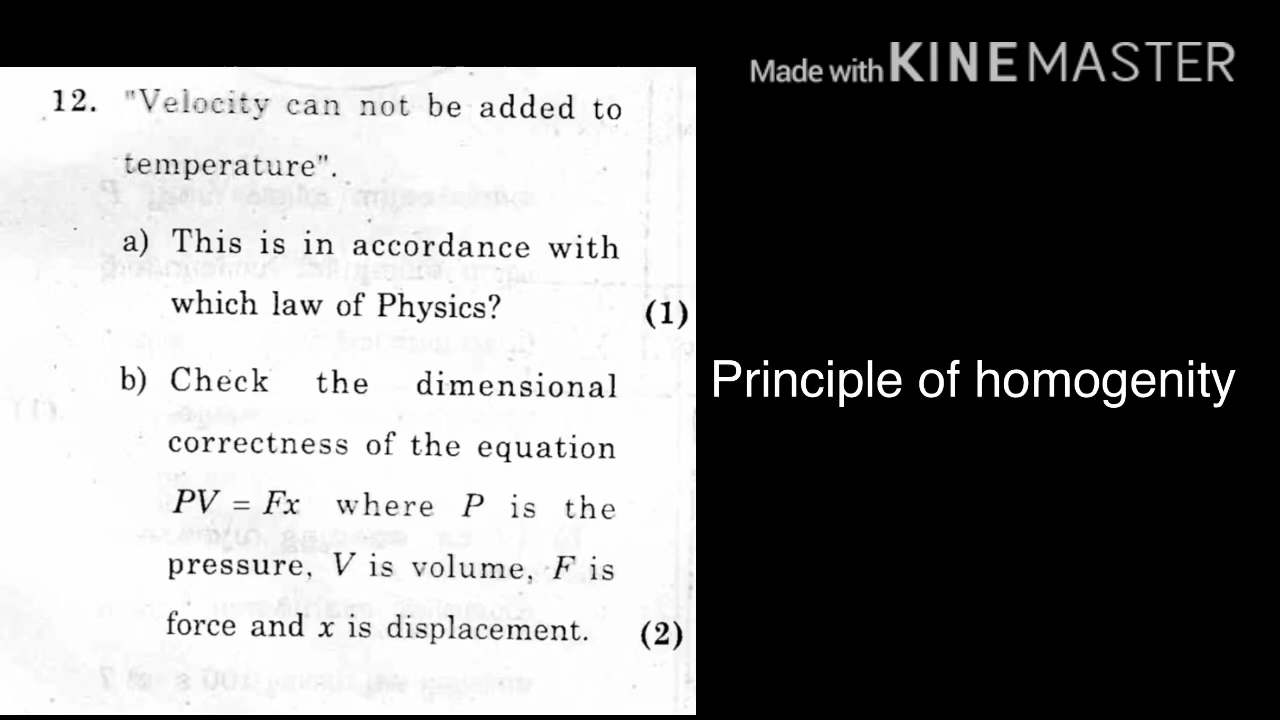 Made with KINEMASTER
12. "Velocity can not be added to
temperature".
a) This is in accordance with
which law of Physics? (1)
b) Check the dimensional
correctness of the equation
PV = Fx where P is the
pressure, V is volume, F is
force and x is displacement. (2)
Principle of homogenity